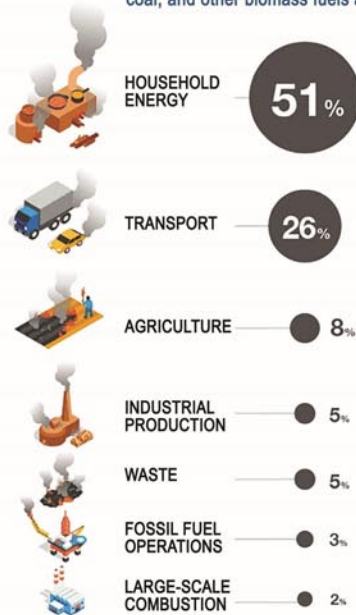 coal, and other biomass fuels
HOUSEHOLD
ENERGY
51%
TRANSPORT
26%
AGRICULTURE
8%
INDUSTRIAL
PRODUCTION
5%
WASTE
5%
FOSSIL FUEL
OPERATIONS
3%
LARGE-SCALE
COMBUSTION
2%